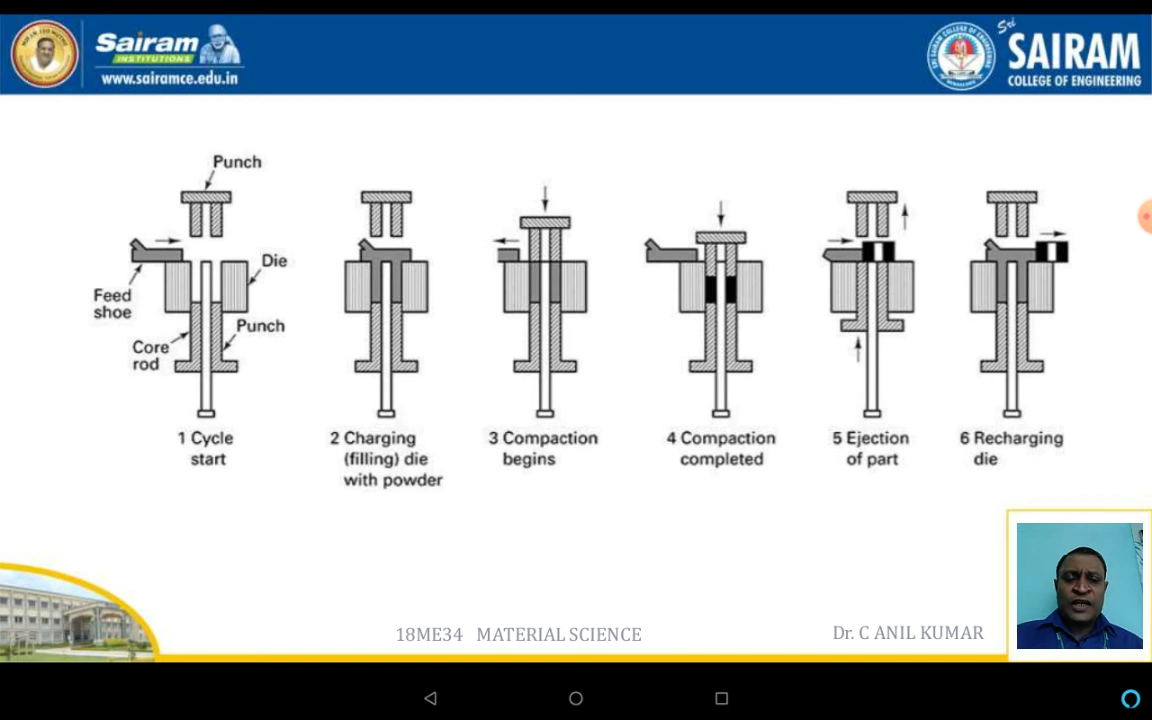 Sairam
INSTITUTIONS
www.sairamce.edu.in
Sri
SAIRAM
COLLEGE OF ENGINEERING
Punch
Feed
shoe
Core
rod
Die
Punch
1 Cycle
start
2 Charging
(filling) die
with powder
3 Compaction
begins
4 Compaction
completed
5 Ejection
of part
6 Recharging
die
18ME34 MATERIAL SCIENCE
Dr. C ANIL KUMAR